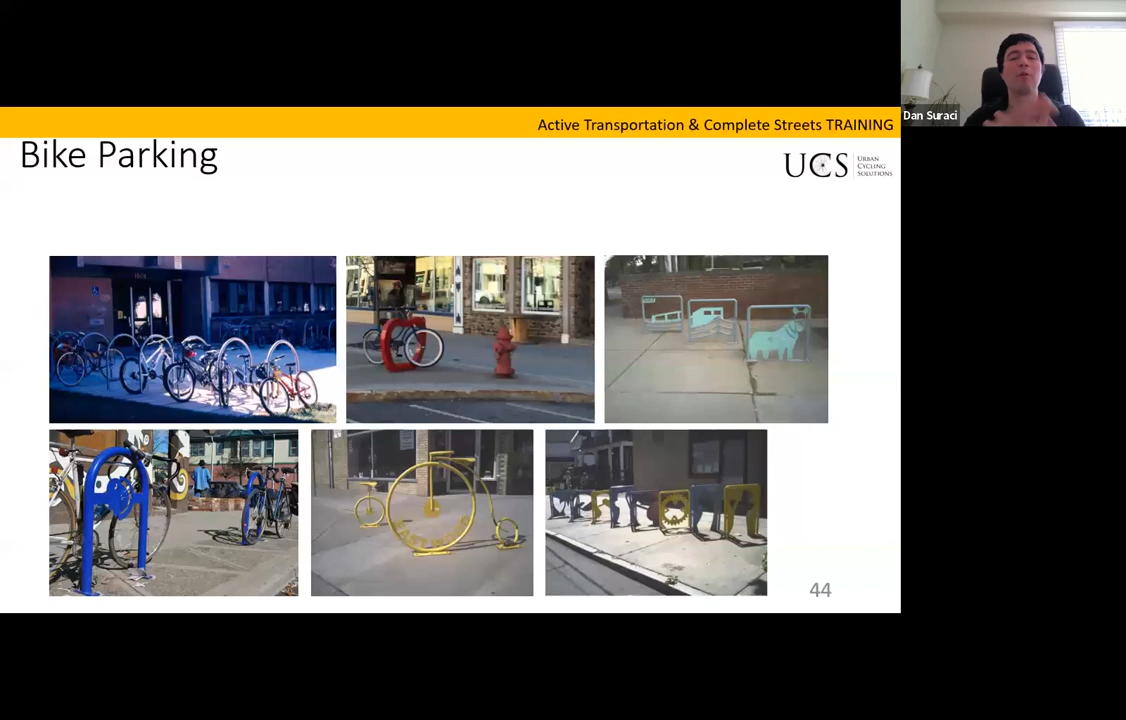 Dan Suraci
Active Transportation & Complete Streets TRAINING
Bike Parking
UCS
URBAN
CYCLING
SOLUTIONS
44